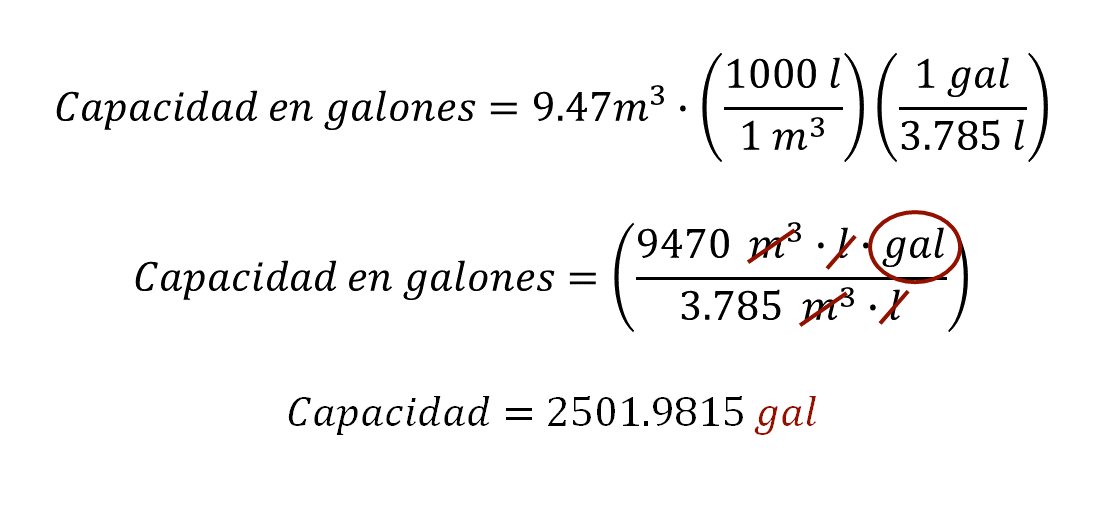 Capacidad en galones = 9.47m³ · (1000 l / 1 m³) (1 gal / 3.785 l)
Capacidad en galones = (9470 m³ · l · gal / 3.785 m³ · l)
Capacidad = 2501.9815 gal